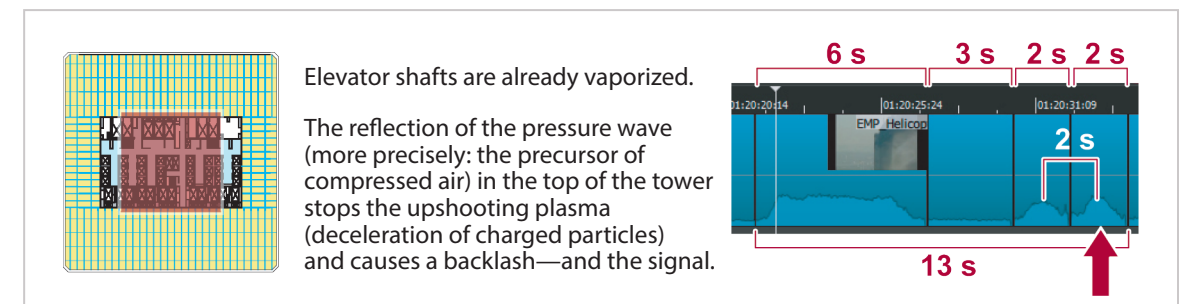 Elevator shafts are already vaporized.
The reflection of the pressure wave
(more precisely: the precursor of
compressed air) in the top of the tower
stops the upshooting plasma
(deceleration of charged particles)
and causes a backlash—and the signal.
6 s 3 s 2 s 2 s
01:20:20:14 01:20:25:24 01:20:31:09
EMP_Helicop
2 s
13 s